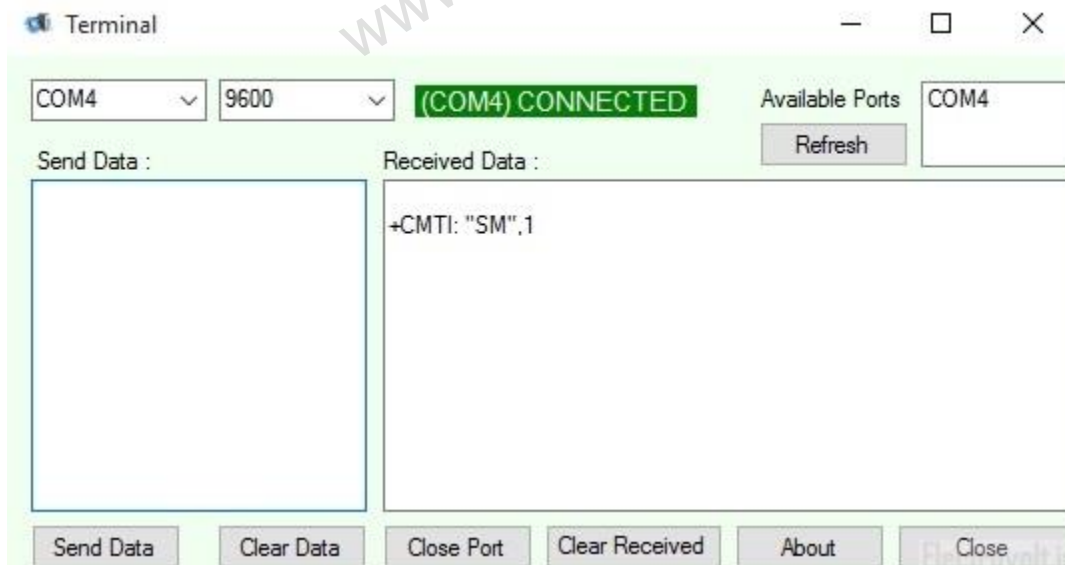 www.
Terminal
COM4 9600 (COM4) CONNECTED Available Ports COM4
Refresh
Send Data : Received Data :
+CMTI: "SM",1
Send Data Clear Data Close Port Clear Received About Close